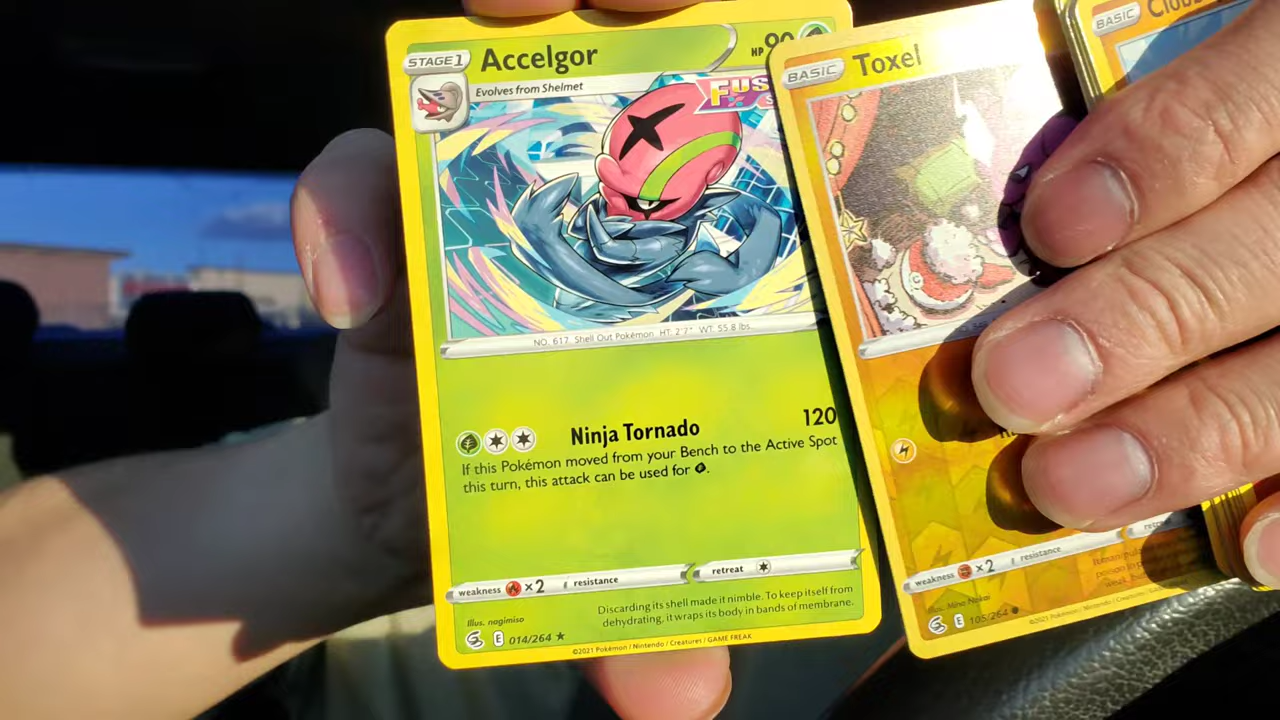 STAGE1
Accelgor
HP 90
Evolves from Shelmet
FUS
NO. 617. Shell Out Pokémon HT. 2'7" WT. 55.8 lbs
Ninja Tornado 120
If this Pokémon moved from your Bench to the Active Spot
this turn, this attack can be used for
weakness ×2 resistance retreat
Illus. nagimiso
Discarding its shell made it nimble. To keep itself from
dehydrating, it wraps its body in bands of membrane.
E 014/264
©2021 Pokémon / Nintendo / Creatures / GAME FREAK
BASIC
Toxel
weakness ×2 resistance
Illus. Mina Nakai
E 105/264
©2021 Pokémon / Nintendo / Creatures
BASIC